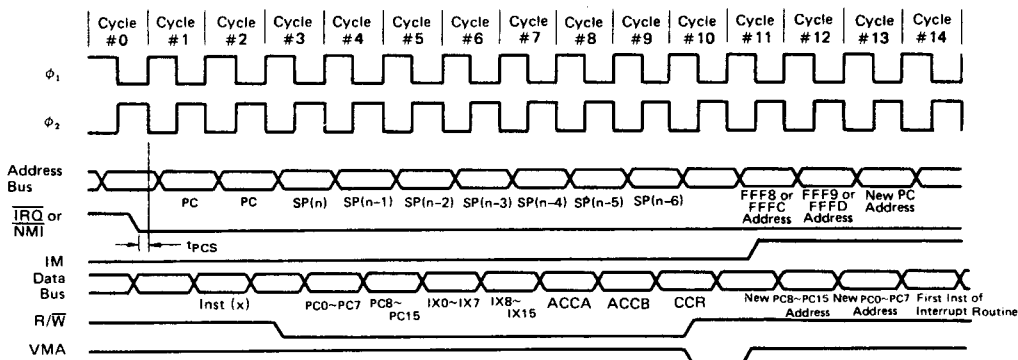 Cycle #0 Cycle #1 Cycle #2 Cycle #3 Cycle #4 Cycle #5 Cycle #6 Cycle #7 Cycle #8 Cycle #9 Cycle #10 Cycle #11 Cycle #12 Cycle #13 Cycle #14
ϕ1
ϕ2
Address Bus
PC PC SP(n) SP(n-1) SP(n-2) SP(n-3) SP(n-4) SP(n-5) SP(n-6) FFF8 or FFFC Address FFF9 or FFFD Address New PC Address
IRQ or NMI
tPCS
IM
Data Bus
Inst (x) PC0~PC7 PC8~PC15 IX0~IX7 IX8~IX15 ACCA ACCB CCR New PC8~PC15 Address New PC0~PC7 Address First Inst of Interrupt Routine
R/W
VMA